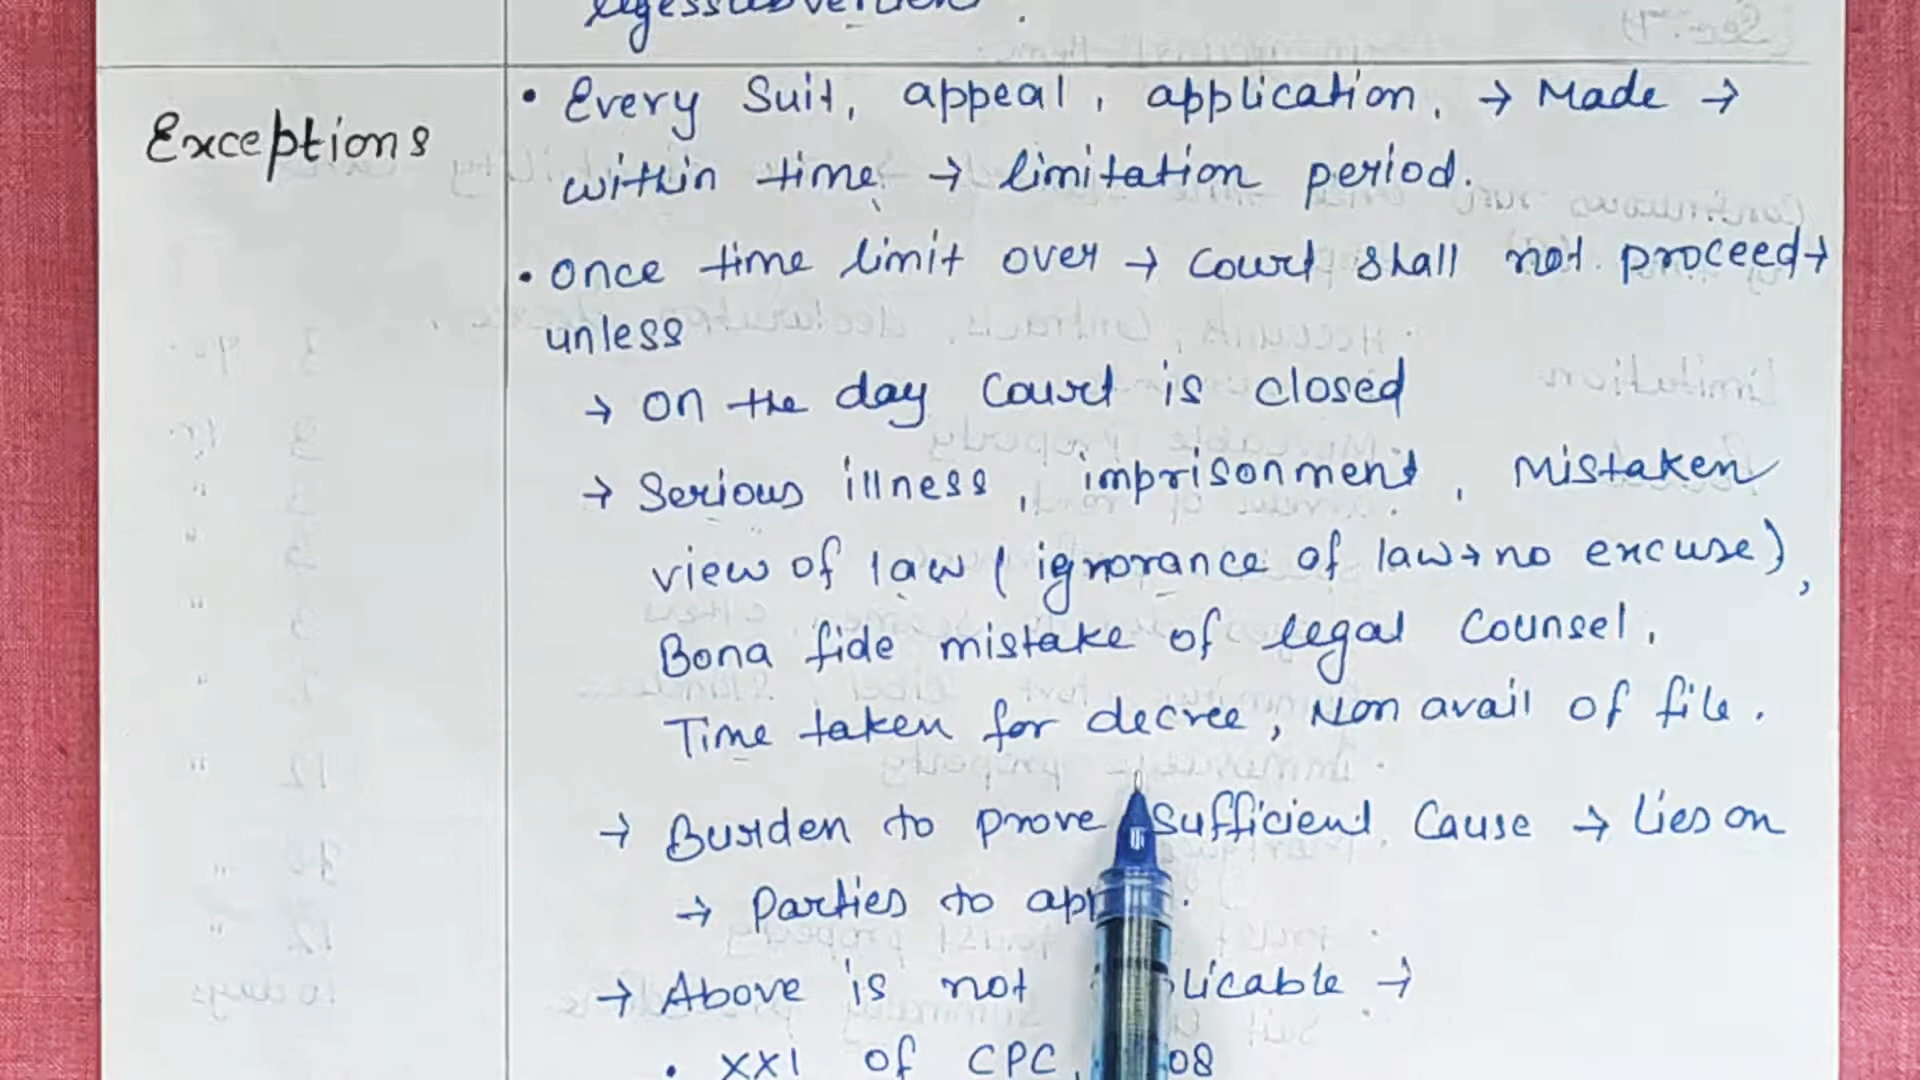 Exceptions
• Every Suit, appeal, application, → Made →
within time → limitation period.
• Once time limit over → Court shall not proceed →
unless
→ On the day Court is closed
→ Serious illness, imprisonment, Mistaken
view of law ( ignorance of law → no excuse),
Bona fide mistake of legal Counsel,
Time taken for decree, Non avail of file.
→ Burden to prove Sufficient Cause → Lies on
→ Parties to
→ Above is not →
• XXI of CPC,